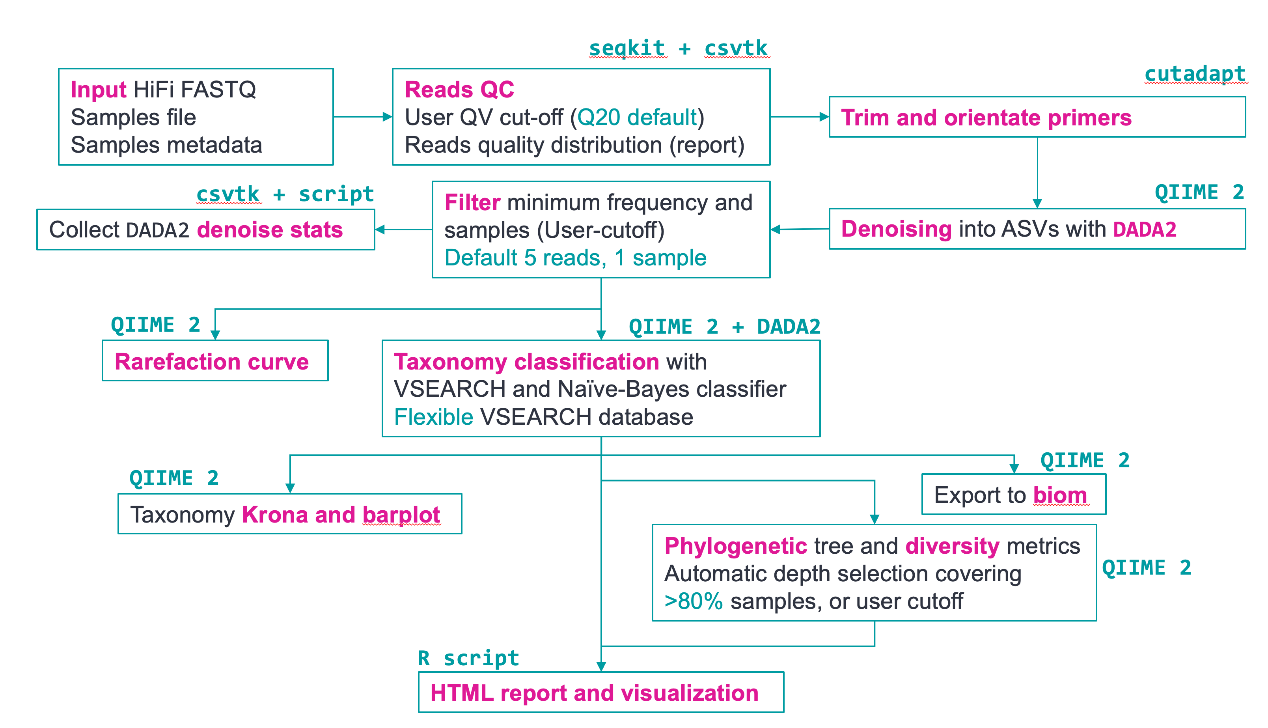 seqkit + csvtk
Input HiFi FASTQ
Samples file
Samples metadata
Reads QC
User QV cut-off (Q20 default)
Reads quality distribution (report)
cutadapt
Trim and orientate primers
QIIME 2
Denoising into ASVs with DADA2
Filter minimum frequency and
samples (User-cutoff)
Default 5 reads, 1 sample
csvtk + script
Collect DADA2 denoise stats
QIIME 2
Rarefaction curve
QIIME 2 + DADA2
Taxonomy classification with
VSEARCH and Naïve-Bayes classifier
Flexible VSEARCH database
QIIME 2
Taxonomy Krona and barplot
QIIME 2
Export to biom
Phylogenetic tree and diversity metrics
Automatic depth selection covering
>80% samples, or user cutoff
QIIME 2
R script
HTML report and visualization